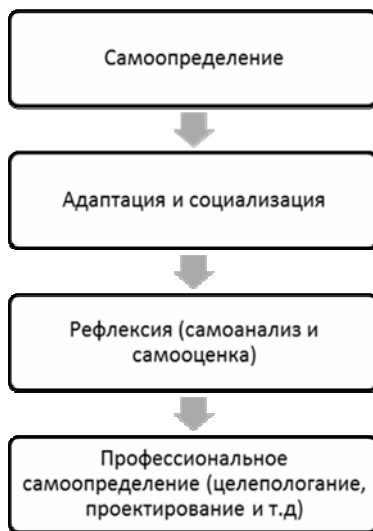 Самоопределение
Адаптация и социализация
Рефлексия (самоанализ и
самооценка)
Профессиональное
самоопределение (целепологание,
проектирование и т.д)